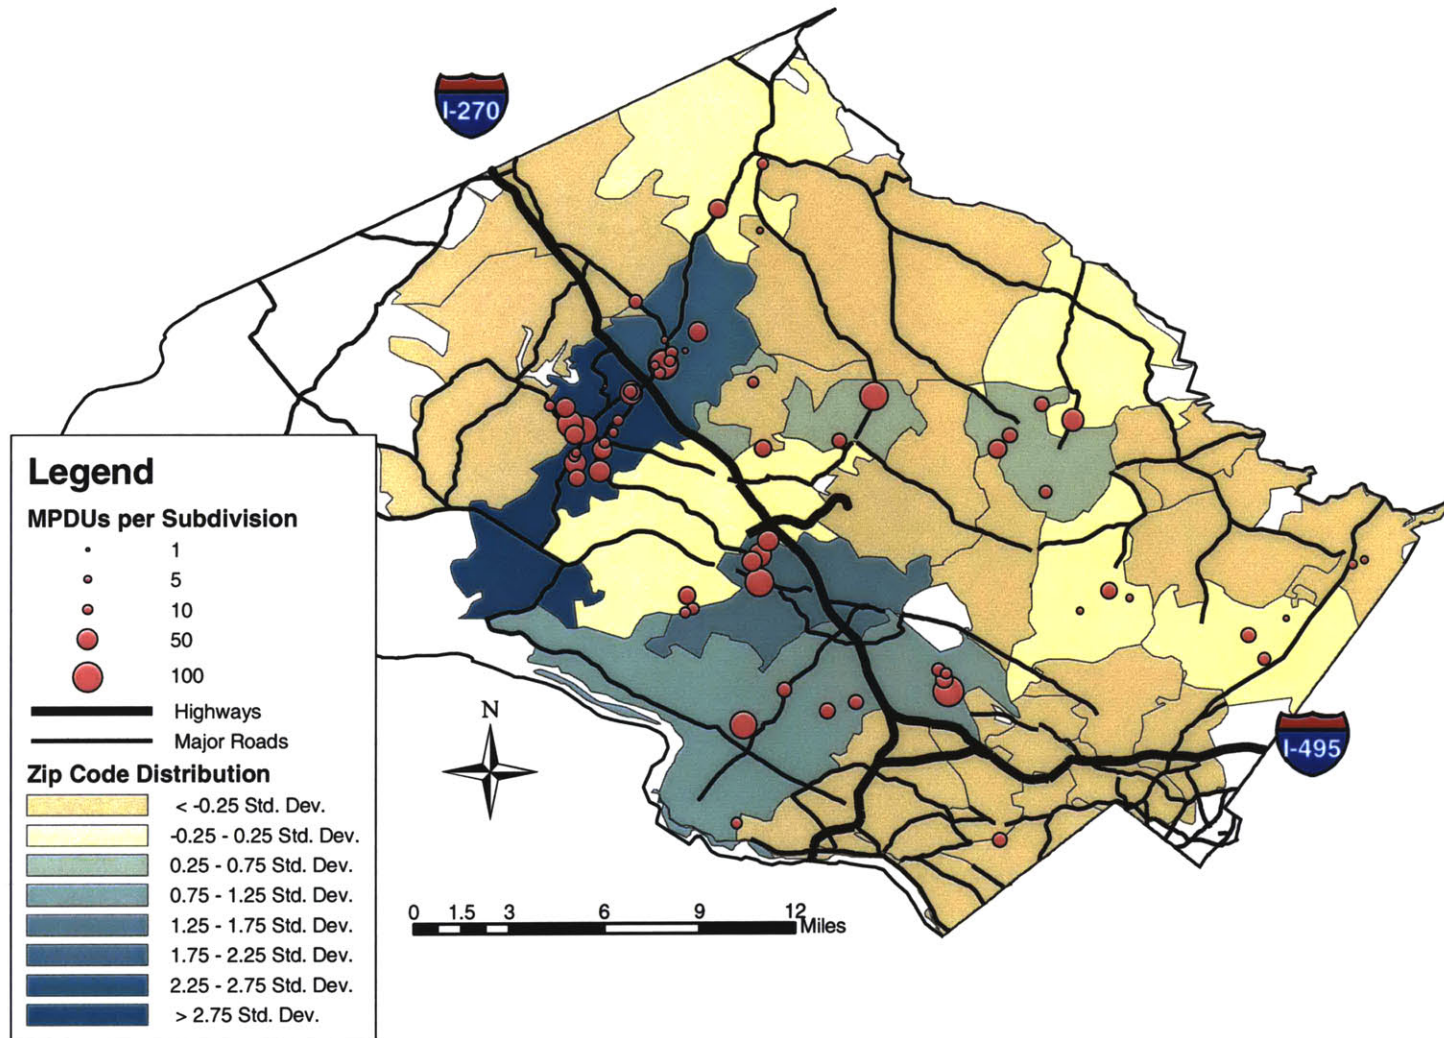 I-270
Legend
MPDUs per Subdivision
1
5
10
50
100
Highways
Major Roads
Zip Code Distribution
< -0.25 Std. Dev.
-0.25 - 0.25 Std. Dev.
0.25 - 0.75 Std. Dev.
0.75 - 1.25 Std. Dev.
1.25 - 1.75 Std. Dev.
1.75 - 2.25 Std. Dev.
2.25 - 2.75 Std. Dev.
> 2.75 Std. Dev.
N
I-495
0 1.5 3 6 9 12
Miles